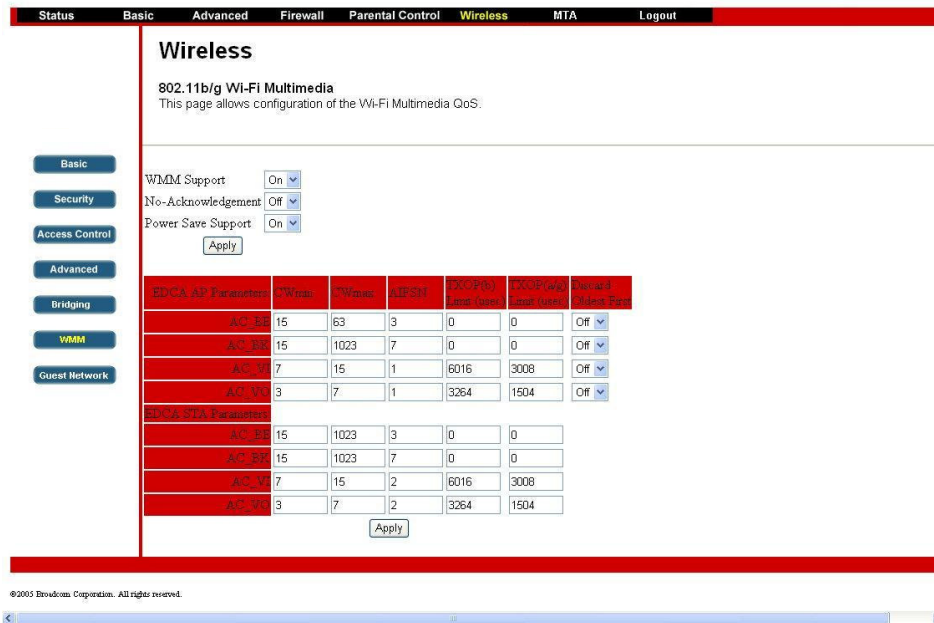 Status Basic Advanced Firewall Parental Control Wireless MTA Logout
Wireless
802.11b/g Wi-Fi Multimedia
This page allows configuration of the Wi-Fi Multimedia QoS.
Basic
Security
Access Control
Advanced
Bridging
WMM
Guest Network
WMM Support On
No-Acknowledgement Off
Power Save Support On
Apply
EDCA AP Parameters CWmin CWmax AIFSN TXOP(b) Limit (usec) TXOP(a/g) Limit (usec) Discard Oldest First
AC_BE 15 63 3 0 0 Off
AC_BK 15 1023 7 0 0 Off
AC_VI 7 15 1 6016 3008 Off
AC_VO 3 7 1 3264 1504 Off
EDCA STA Parameters
AC_BE 15 1023 3 0 0
AC_BK 15 1023 7 0 0
AC_VI 7 15 2 6016 3008
AC_VO 3 7 2 3264 1504
Apply
©2005 Broadcom Corporation. All rights reserved.